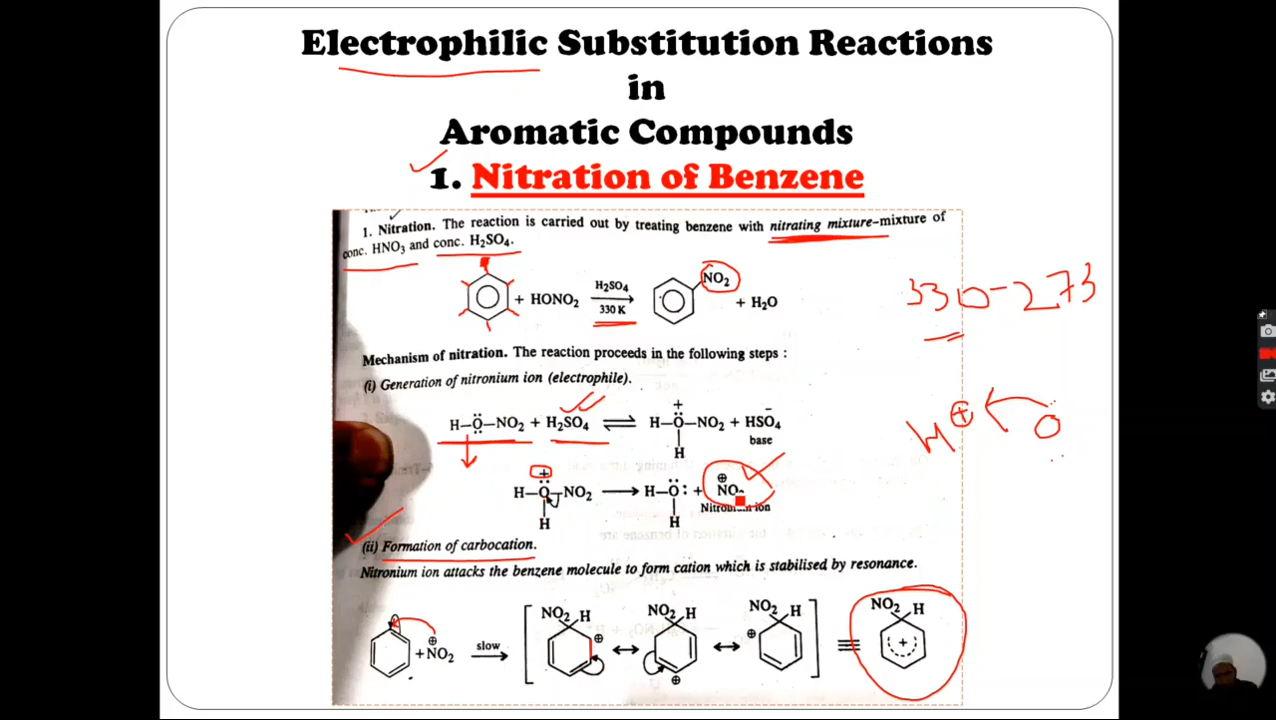 Electrophilic Substitution Reactions
in
Aromatic Compounds
1. Nitration of Benzene
1. Nitration. The reaction is carried out by treating benzene with nitrating mixture–mixture of
conc. HNO3 and conc. H2SO4.
+ HONO2 H2SO4 330 K NO2 + H2O
330-273
Mechanism of nitration. The reaction proceeds in the following steps :
(i) Generation of nitronium ion (electrophile).
H–Ö–NO2 + H2SO4 ⇌ H–Ö–NO2 + HSO4
+ –
H base
H⊕ O
H–O–NO2 ⟶ H–Ö: + NO2
+ ⊕
H H Nitronium ion
(ii) Formation of carbocation.
Nitronium ion attacks the benzene molecule to form cation which is stabilised by resonance.
+ NO2 slow NO2 H ↔ NO2 H ↔ NO2 H ≡ NO2 H
⊕ ⊕ ⊕ ⊕ +